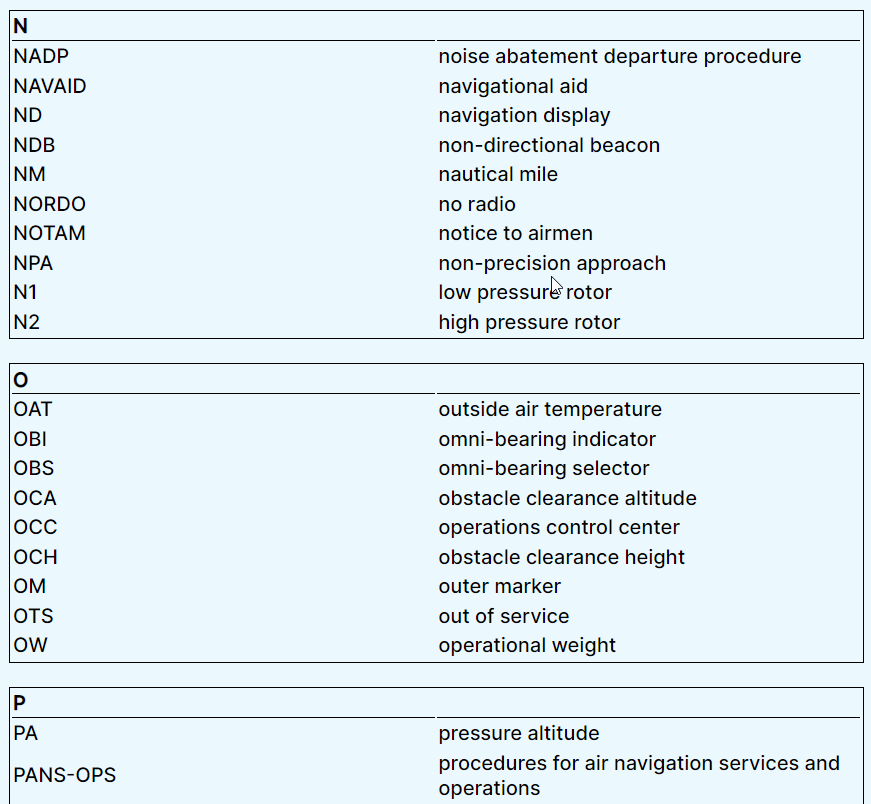 N
NADP noise abatement departure procedure
NAVAID navigational aid
ND navigation display
NDB non-directional beacon
NM nautical mile
NORDO no radio
NOTAM notice to airmen
NPA non-precision approach
N1 low pressure rotor
N2 high pressure rotor
O
OAT outside air temperature
OBI omni-bearing indicator
OBS omni-bearing selector
OCA obstacle clearance altitude
OCC operations control center
OCH obstacle clearance height
OM outer marker
OTS out of service
OW operational weight
P
PA pressure altitude
PANS-OPS procedures for air navigation services and
operations